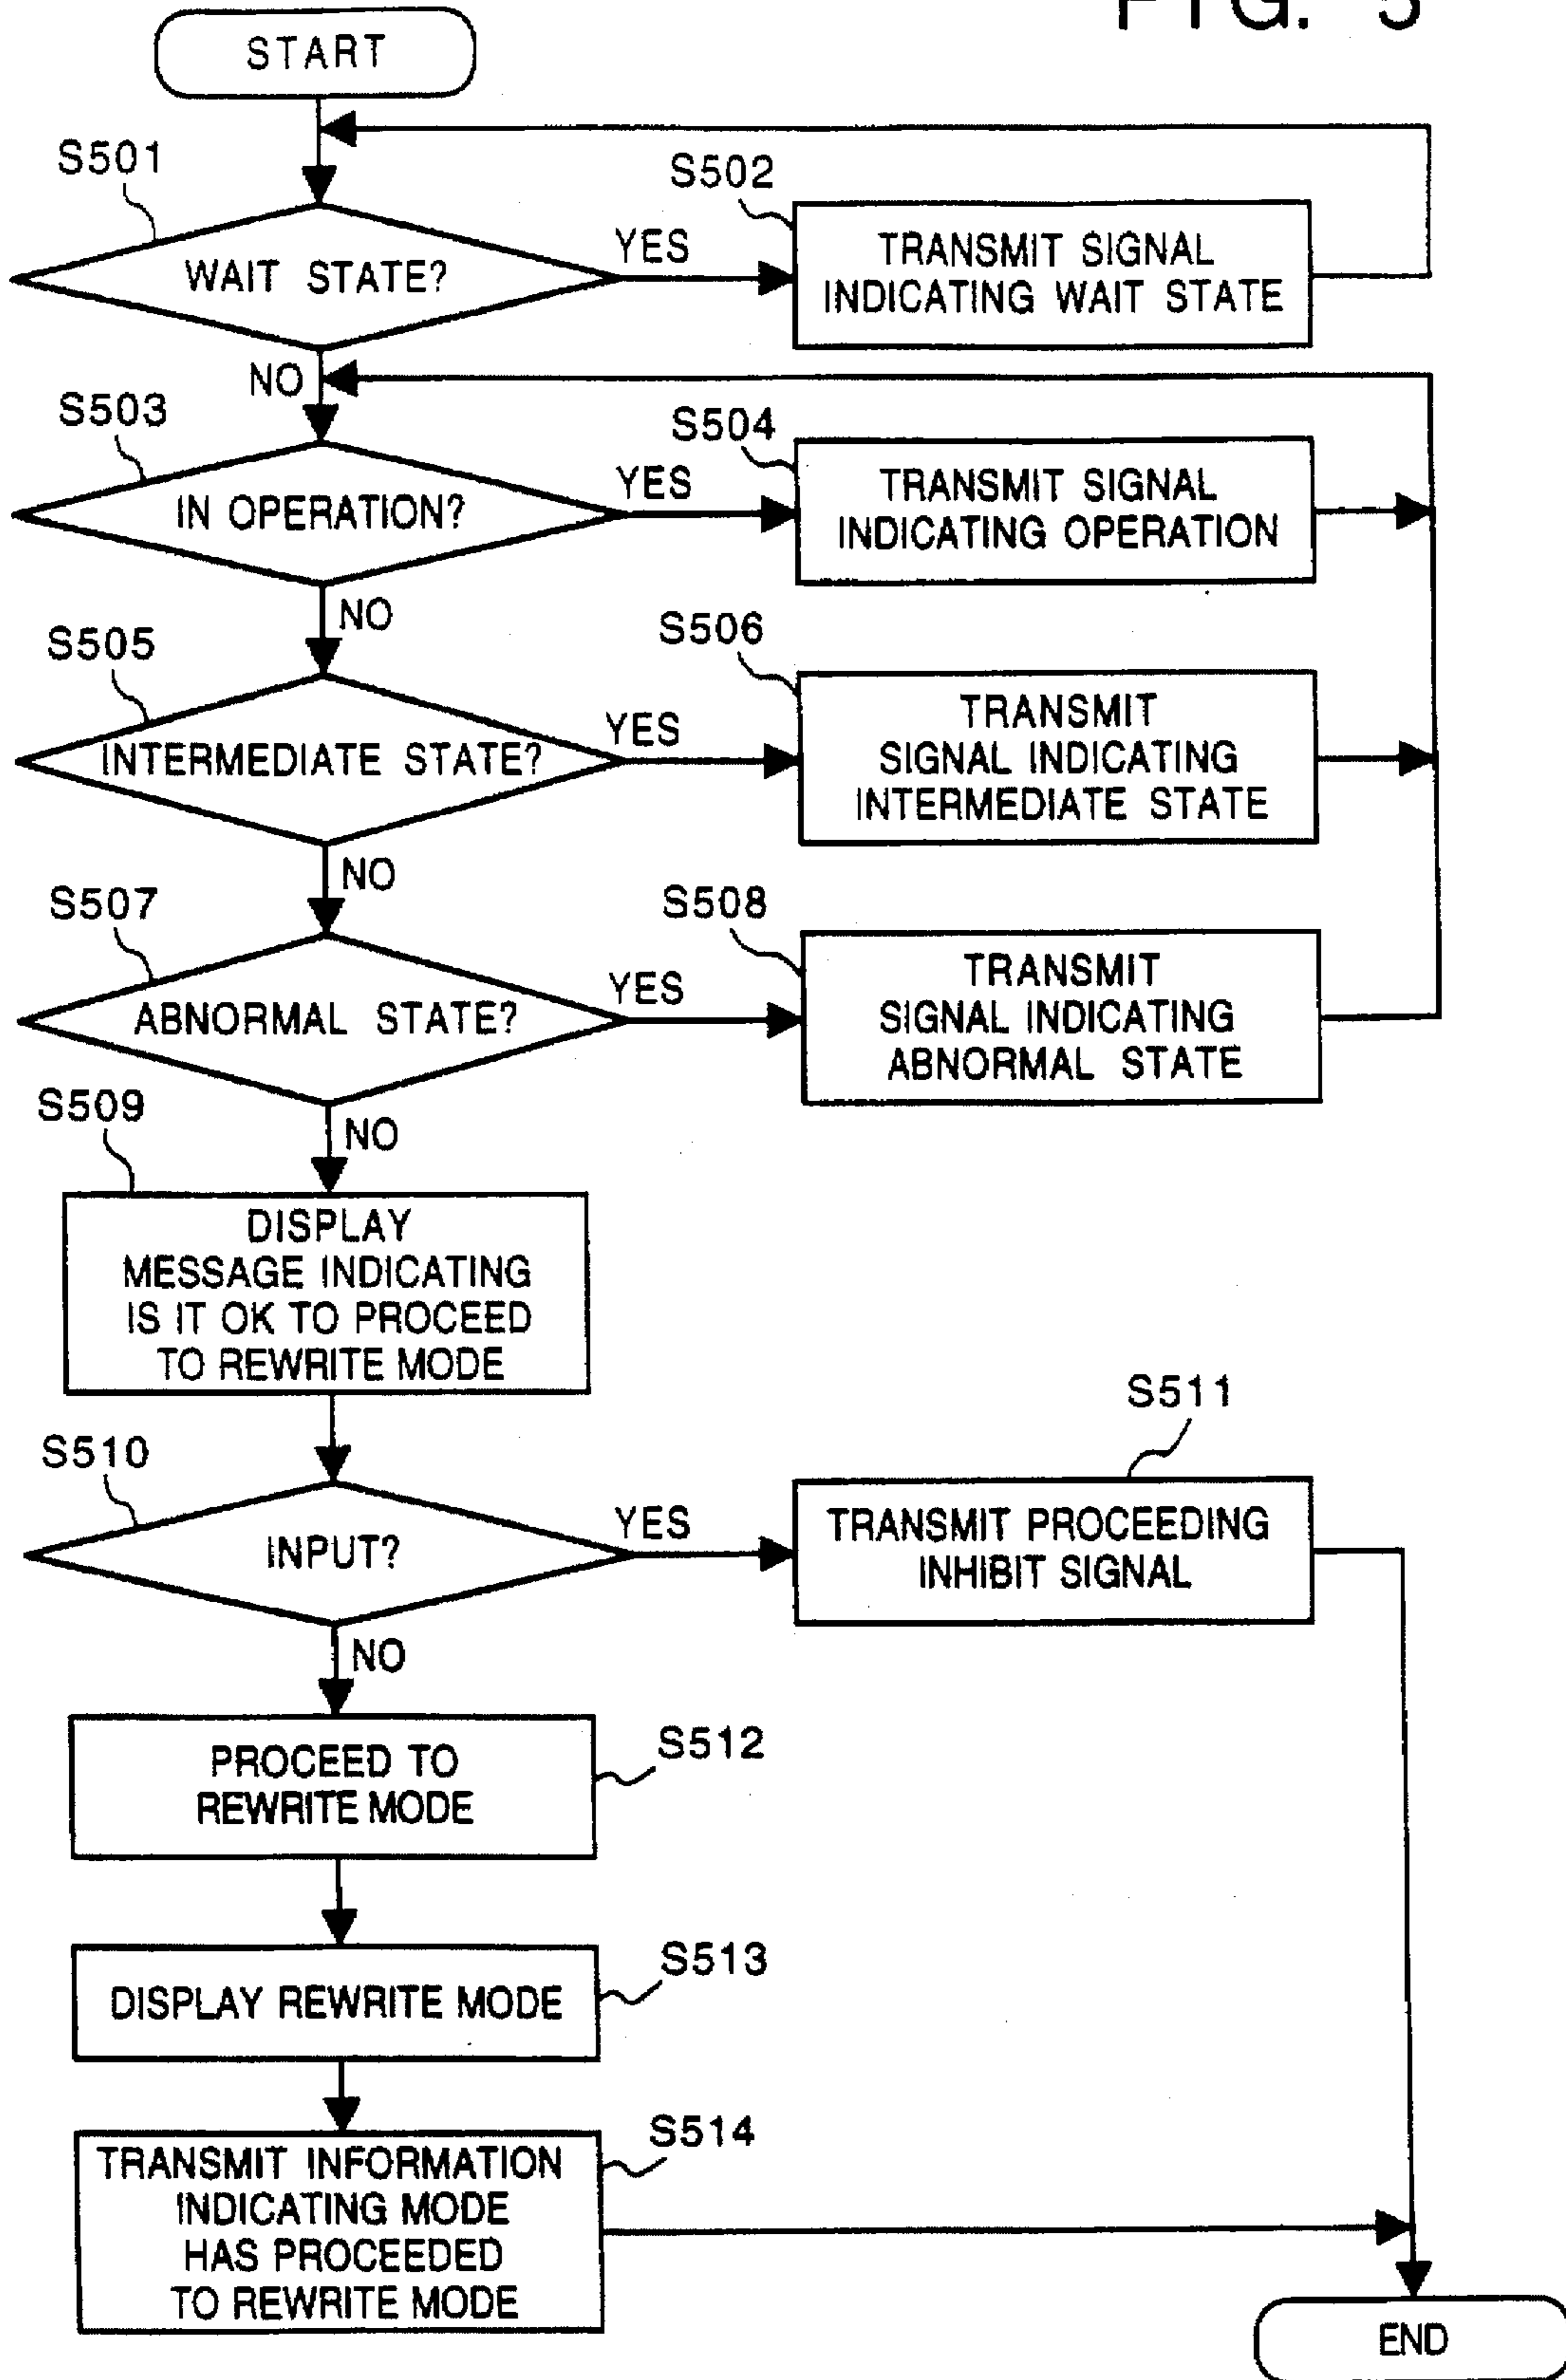 FIG. 5
START
S501
WAIT STATE?
YES
S502
TRANSMIT SIGNAL
INDICATING WAIT STATE
NO
S503
IN OPERATION?
YES
S504
TRANSMIT SIGNAL
INDICATING OPERATION
NO
S505
INTERMEDIATE STATE?
YES
S506
TRANSMIT
SIGNAL INDICATING
INTERMEDIATE STATE
NO
S507
ABNORMAL STATE?
YES
S508
TRANSMIT
SIGNAL INDICATING
ABNORMAL STATE
NO
S509
DISPLAY
MESSAGE INDICATING
IS IT OK TO PROCEED
TO REWRITE MODE
S510
INPUT?
YES
S511
TRANSMIT PROCEEDING
INHIBIT SIGNAL
NO
PROCEED TO
REWRITE MODE
S512
DISPLAY REWRITE MODE
S513
TRANSMIT INFORMATION
INDICATING MODE
HAS PROCEEDED
TO REWRITE MODE
S514
END